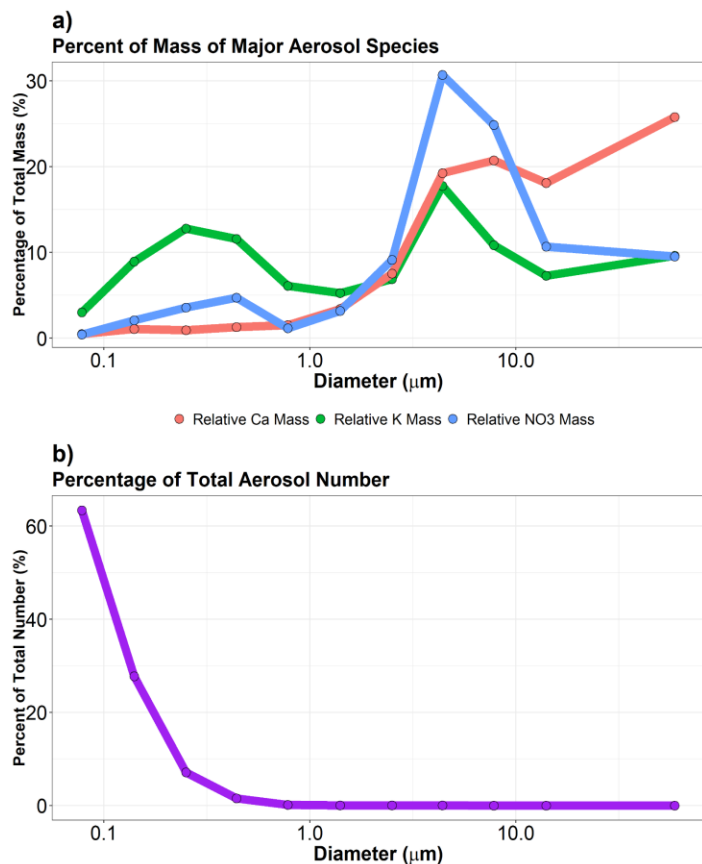 a)
Percent of Mass of Major Aerosol Species
Percentage of Total Mass (%)
30
20
10
0
0.1 1.0 10.0
Diameter (μm)
Relative Ca Mass Relative K Mass Relative NO3 Mass
b)
Percentage of Total Aerosol Number
Percent of Total Number (%)
60
40
20
0
0.1 1.0 10.0
Diameter (μm)